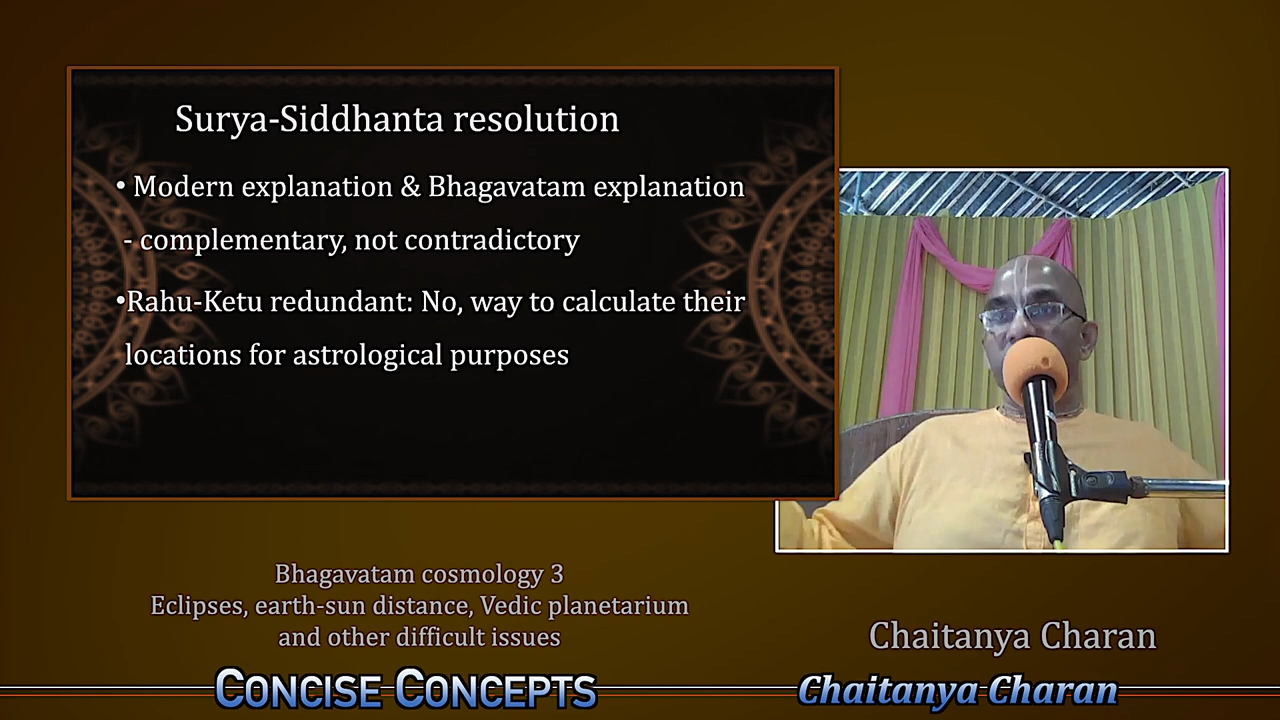 Surya-Siddhanta resolution
• Modern explanation & Bhagavatam explanation
- complementary, not contradictory
•Rahu-Ketu redundant: No, way to calculate their
locations for astrological purposes
Bhagavatam cosmology 3
Eclipses, earth-sun distance, Vedic planetarium
and other difficult issues
Chaitanya Charan
Concise Concepts
Chaitanya Charan